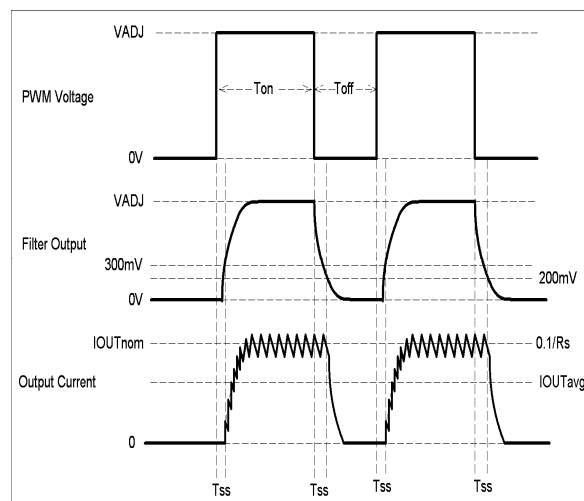 VADJ
Ton
Toff
PWM Voltage
0V
VADJ
Filter Output
300mV
200mV
0V
IOUTnom
0.1/Rs
Output Current
IOUTavg
0
Tss
Tss
Tss
Tss